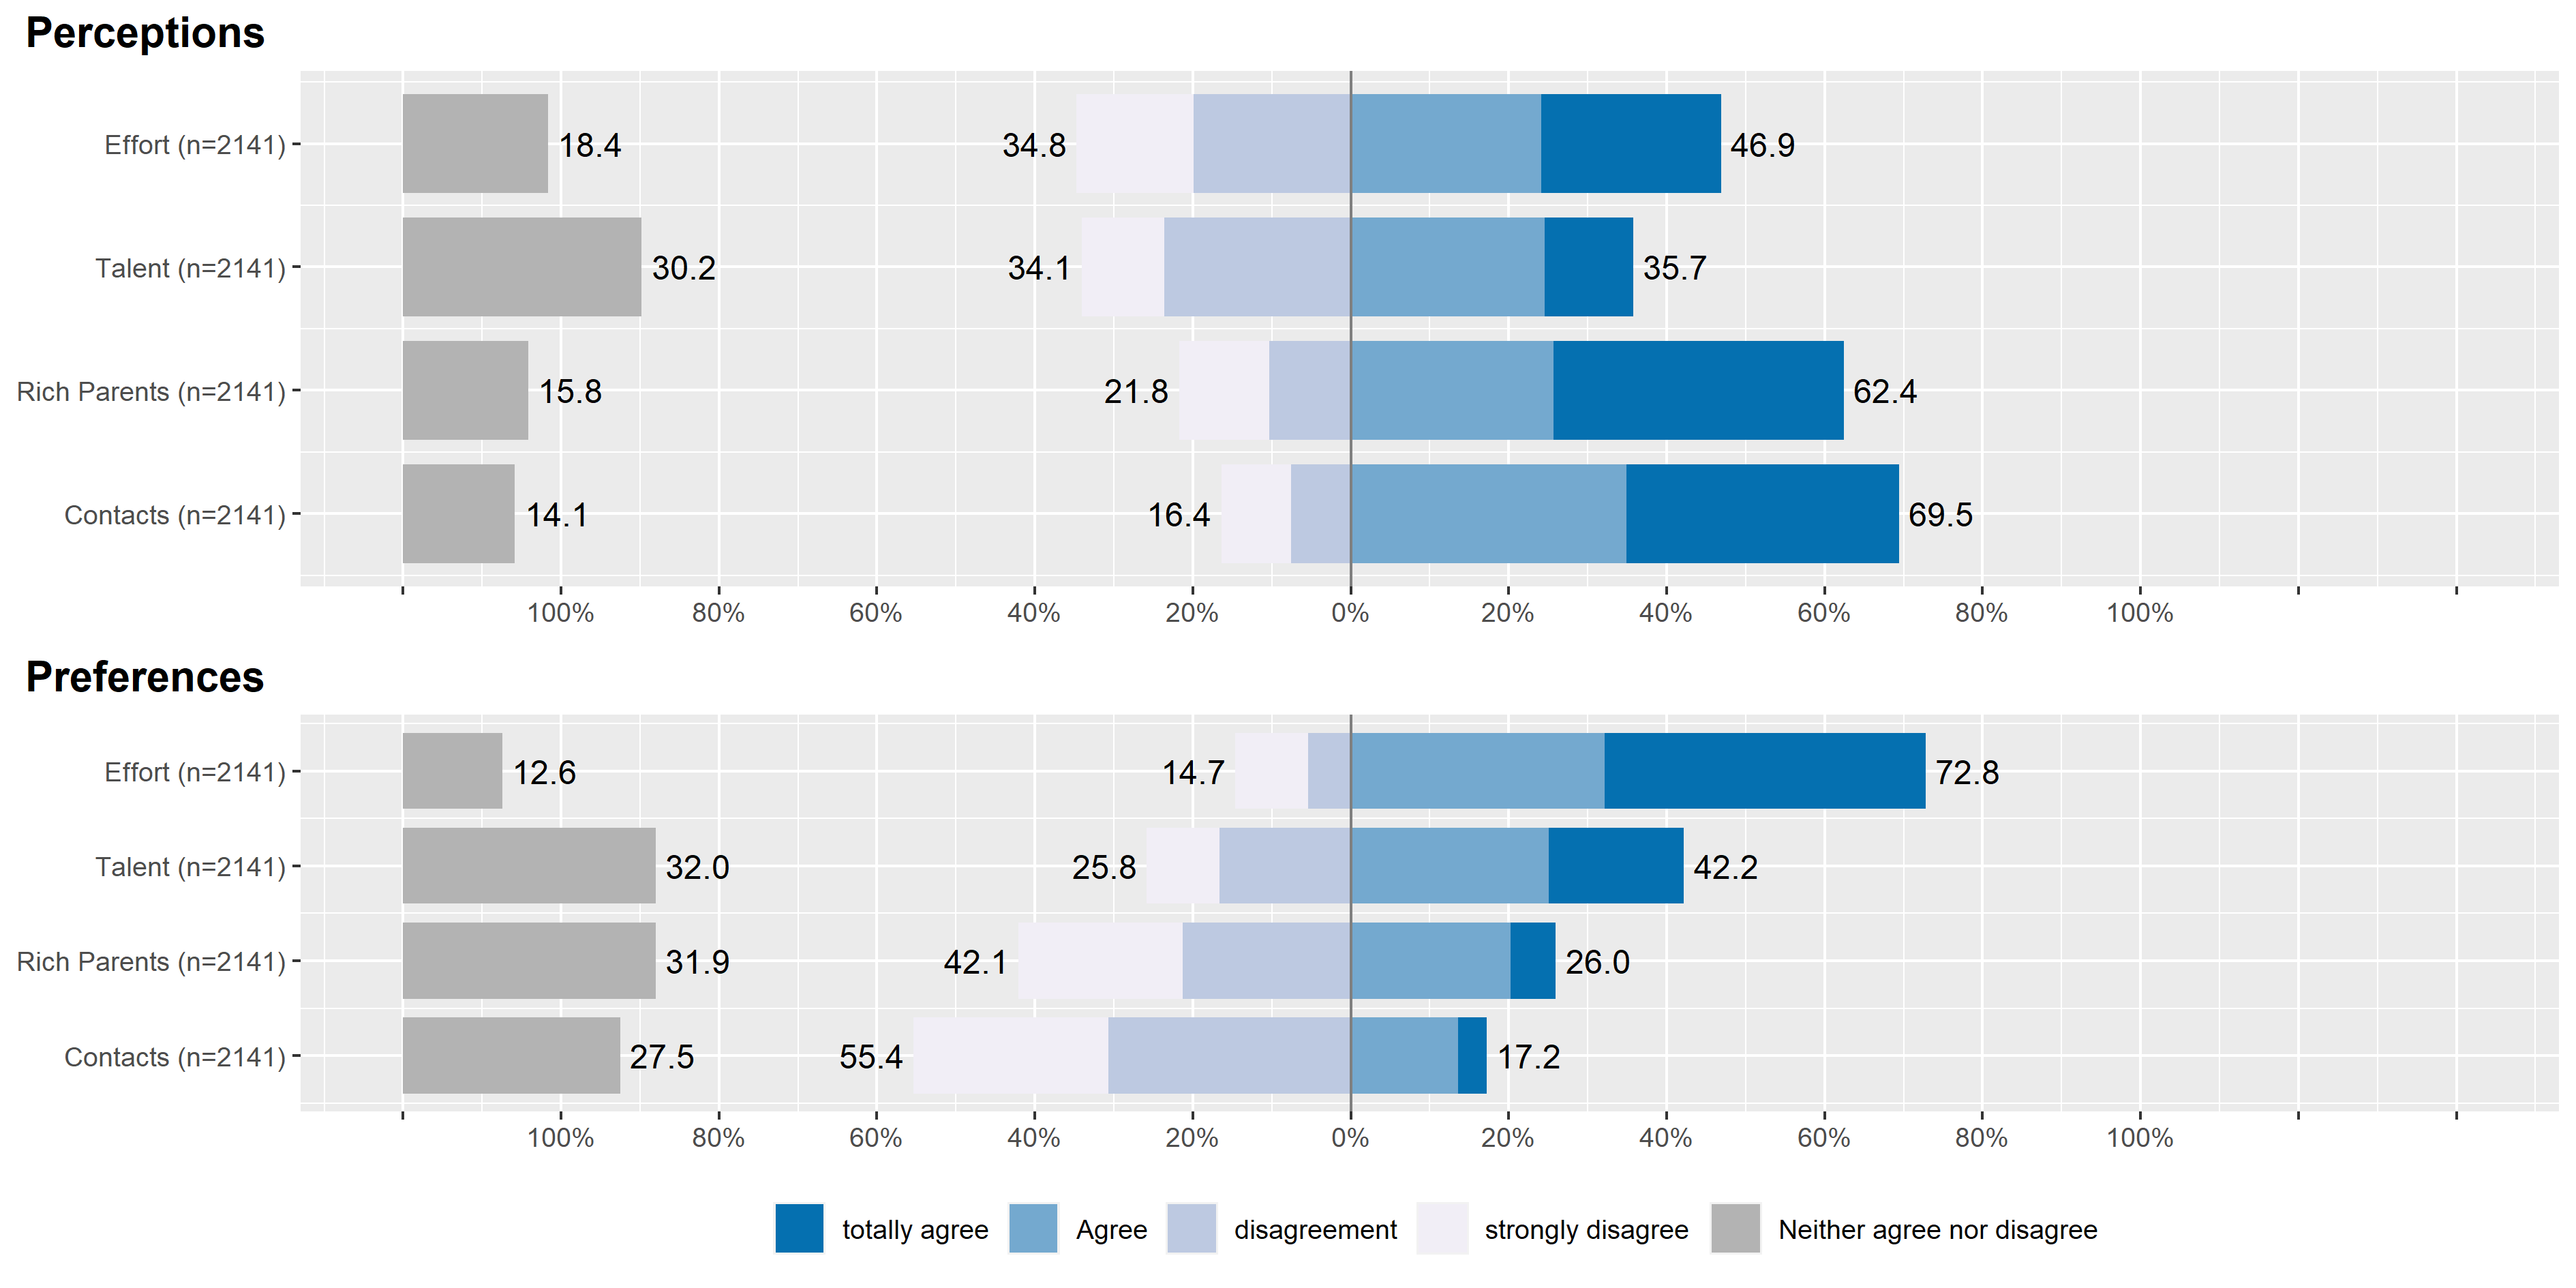 Perceptions
Effort (n=2141) 18.4 34.8 46.9
Talent (n=2141) 30.2 34.1 35.7
Rich Parents (n=2141) 15.8 21.8 62.4
Contacts (n=2141) 14.1 16.4 69.5
100% 80% 60% 40% 20% 0% 20% 40% 60% 80% 100%
Preferences
Effort (n=2141) 12.6 14.7 72.8
Talent (n=2141) 32.0 25.8 42.2
Rich Parents (n=2141) 31.9 42.1 26.0
Contacts (n=2141) 27.5 55.4 17.2
100% 80% 60% 40% 20% 0% 20% 40% 60% 80% 100%
totally agree Agree disagreement strongly disagree Neither agree nor disagree